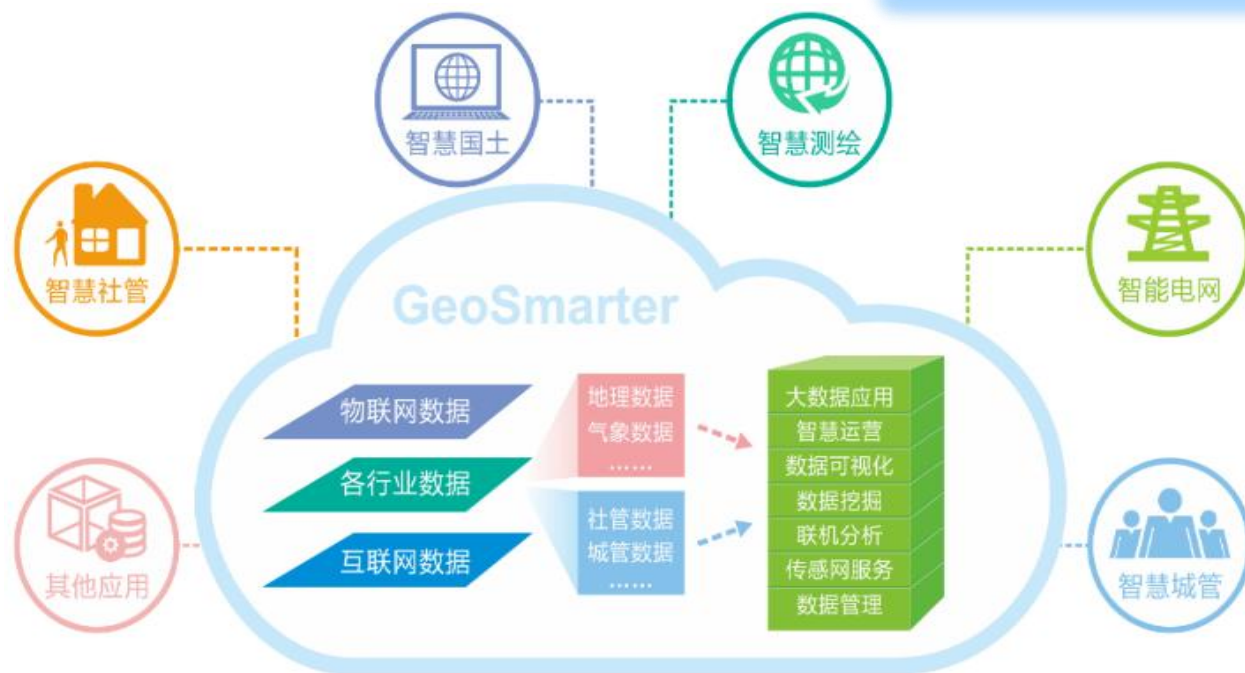 智慧国土
智慧测绘
智慧社管
智能电网
GeoSmarter
物联网数据
各行业数据
互联网数据
地理数据
气象数据
……
社管数据
城管数据
……
大数据应用
智慧运营
数据可视化
数据挖掘
联机分析
传感网服务
数据管理
其他应用
智慧城管